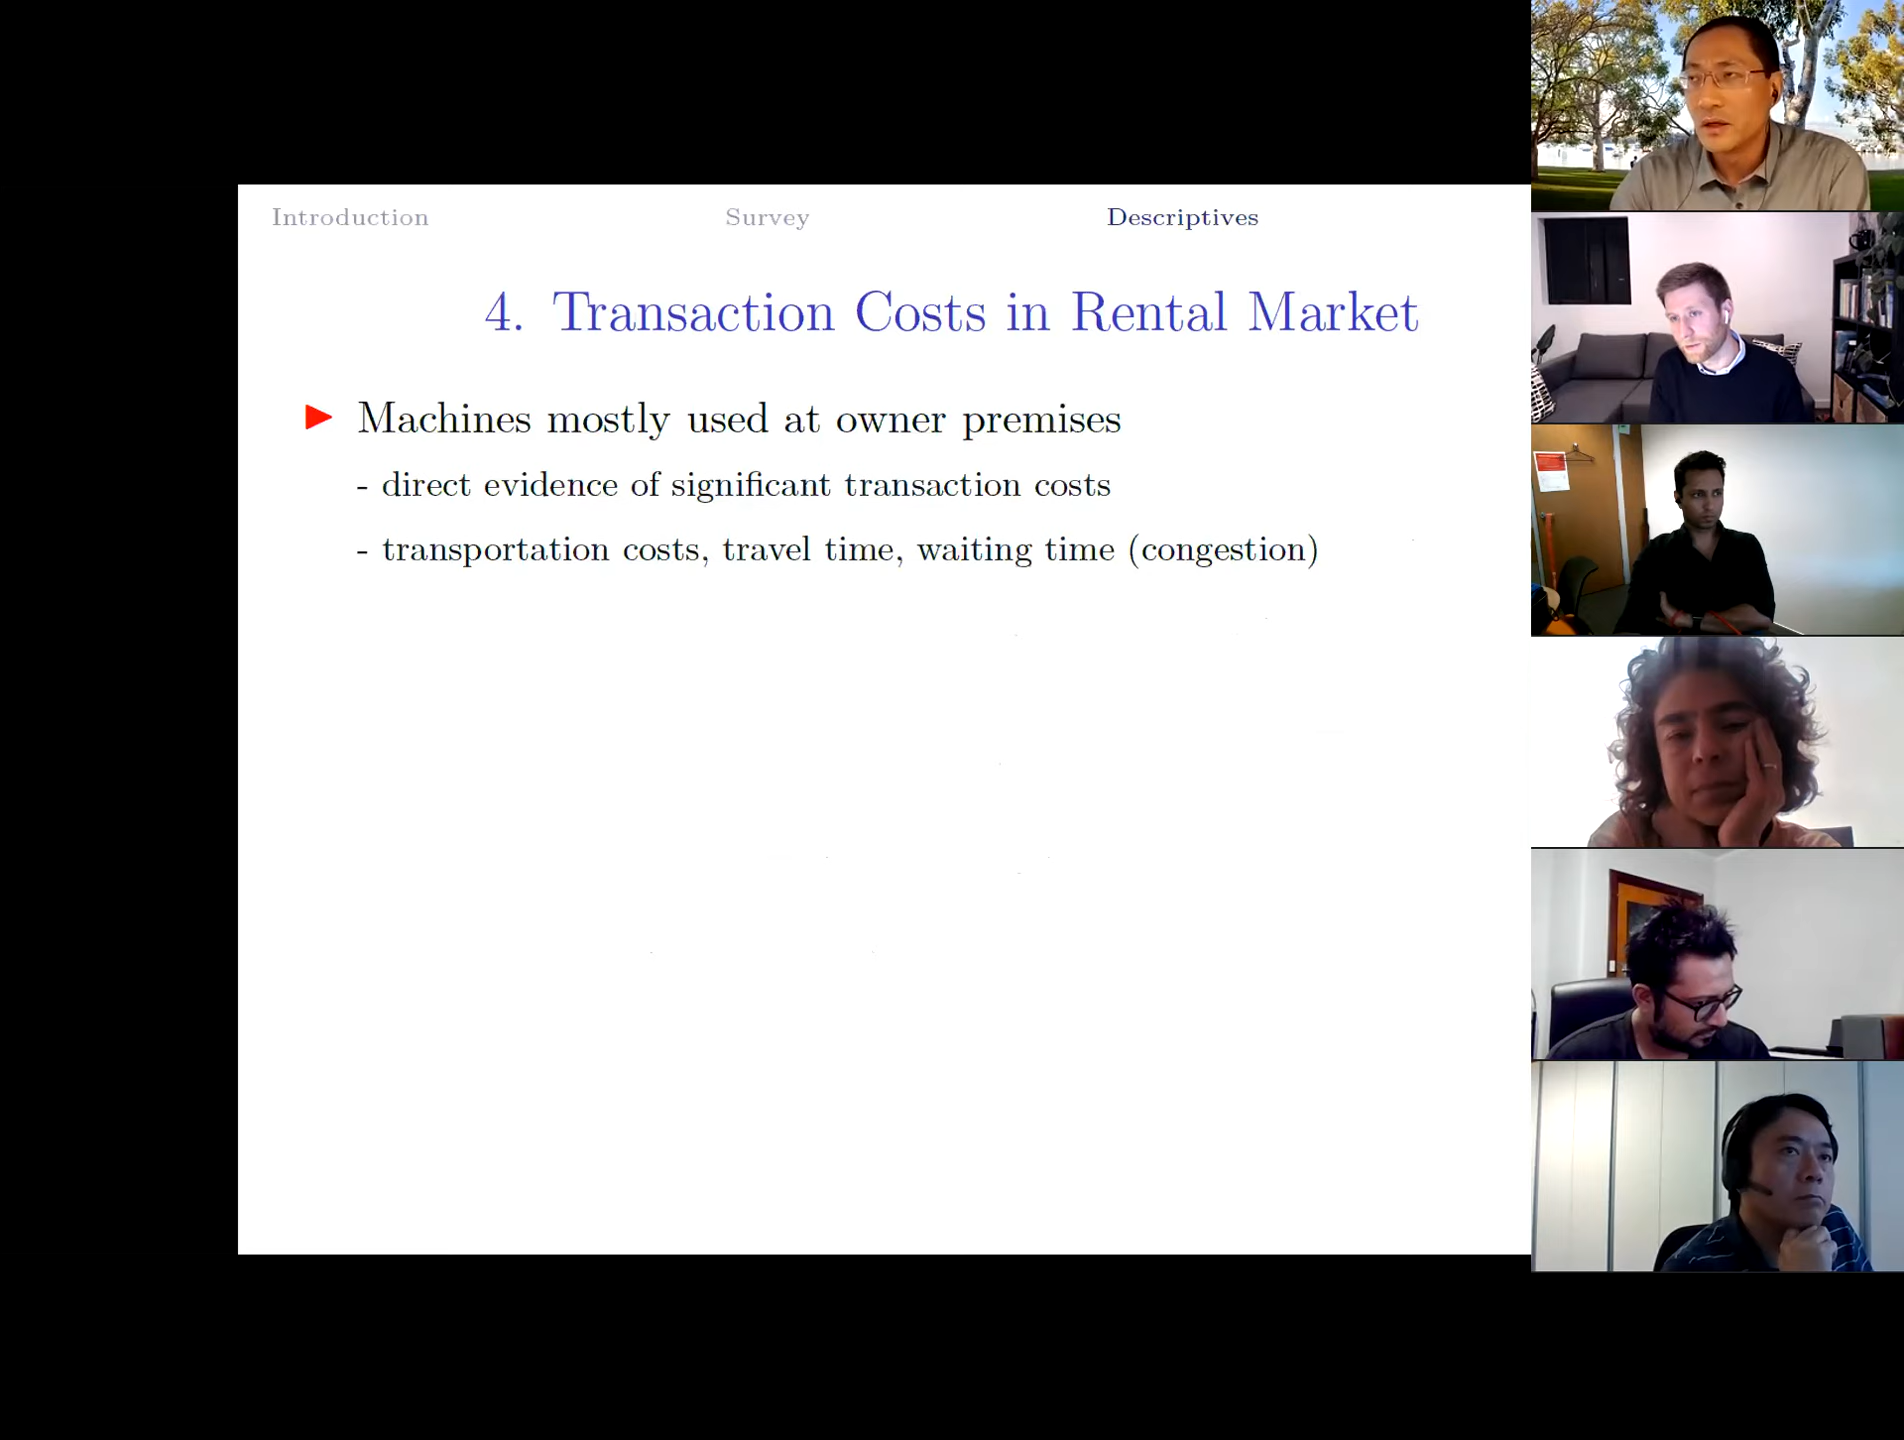 Introduction Survey Descriptives
4. Transaction Costs in Rental Market
Machines mostly used at owner premises
- direct evidence of significant transaction costs
- transportation costs, travel time, waiting time (congestion)